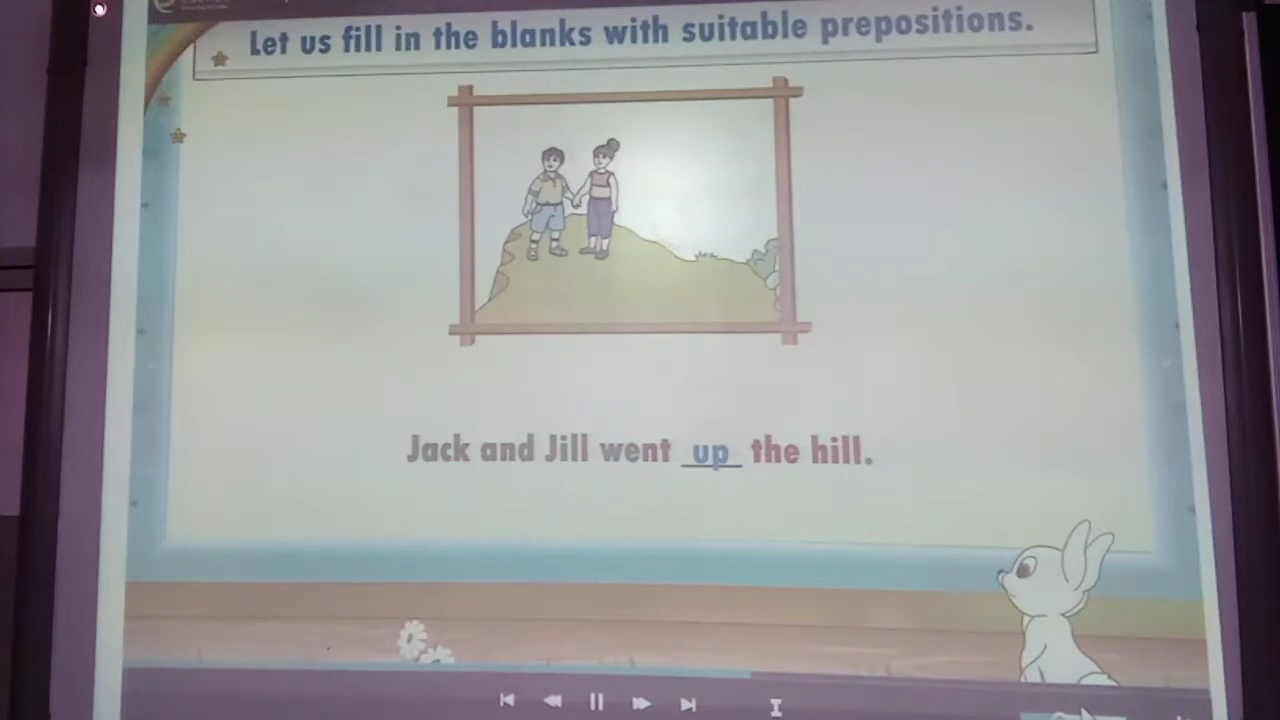 Let us fill in the blanks with suitable prepositions.
Jack and Jill went up the hill.